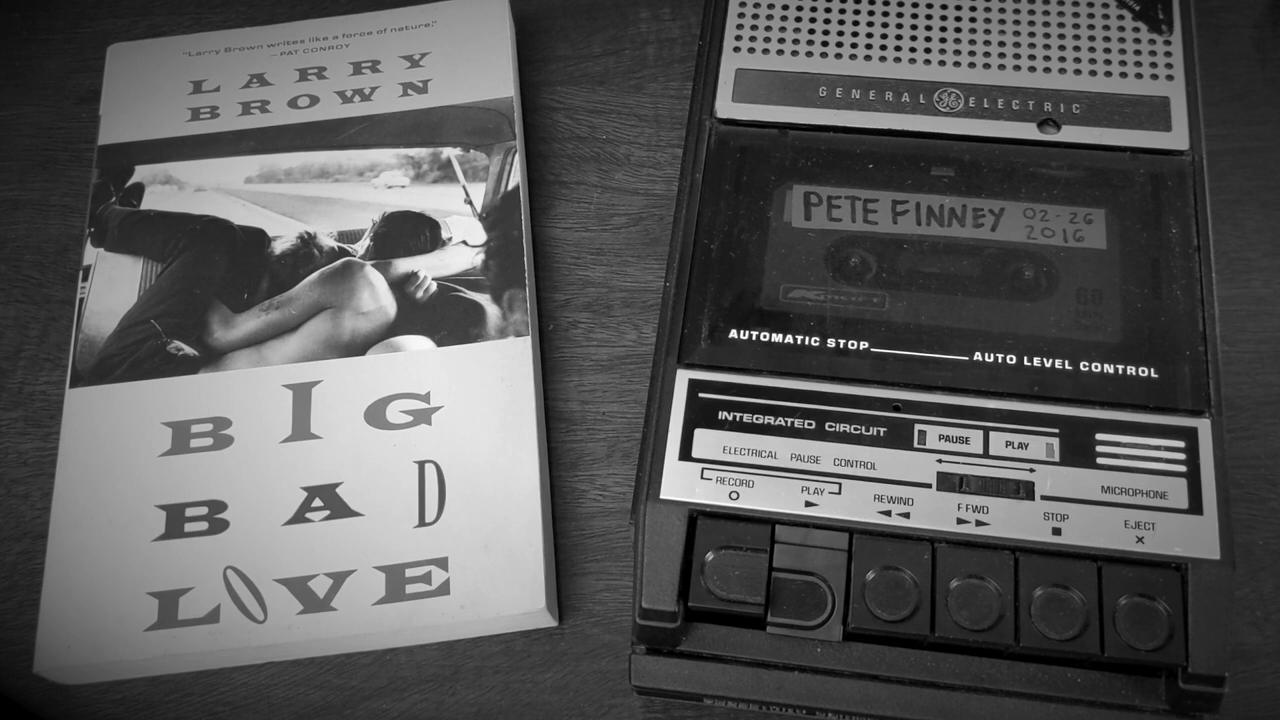 "Larry Brown writes like a force of nature."
—PAT CONROY
LARRY
BROWN
BIG
BAD
LOVE
GENERAL GE ELECTRIC
PETE FINNEY 02-26
2016
60
AUTOMATIC STOP AUTO LEVEL CONTROL
INTEGRATED CIRCUIT PAUSE PLAY
ELECTRICAL PAUSE CONTROL
MICROPHONE
RECORD PLAY REWIND F FWD STOP EJECT